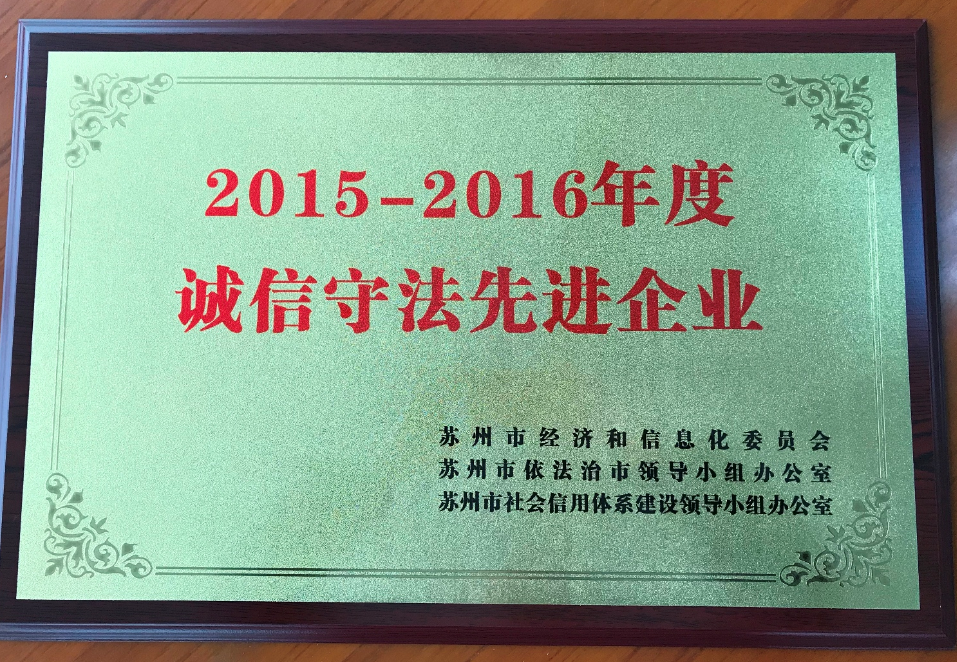 2015-2016年度
诚信守法先进企业
苏州市经济和信息化委员会
苏州市依法治市领导小组办公室
苏州市社会信用体系建设领导小组办公室